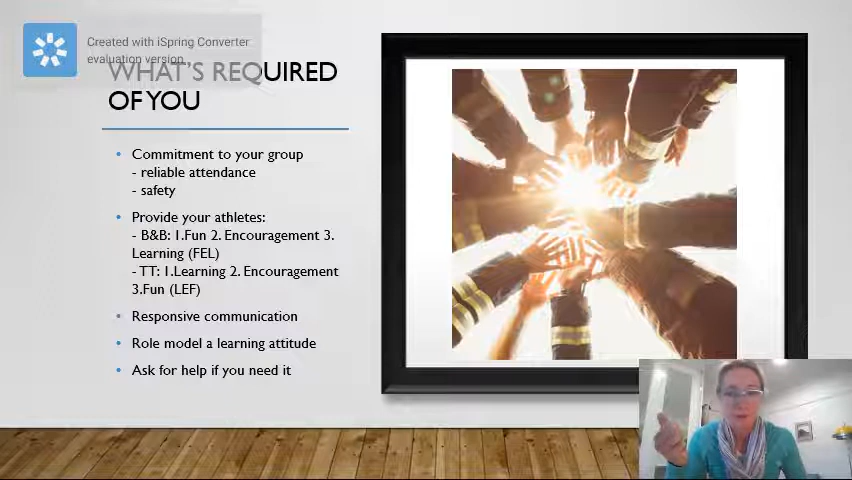 Created with iSpring Converter
evaluation version
WHAT'S REQUIRED
OF YOU
• Commitment to your group
- reliable attendance
- safety
• Provide your athletes:
- B&B: 1.Fun 2. Encouragement 3.
Learning (FEL)
- TT: 1.Learning 2. Encouragement
3.Fun (LEF)
• Responsive communication
• Role model a learning attitude
• Ask for help if you need it